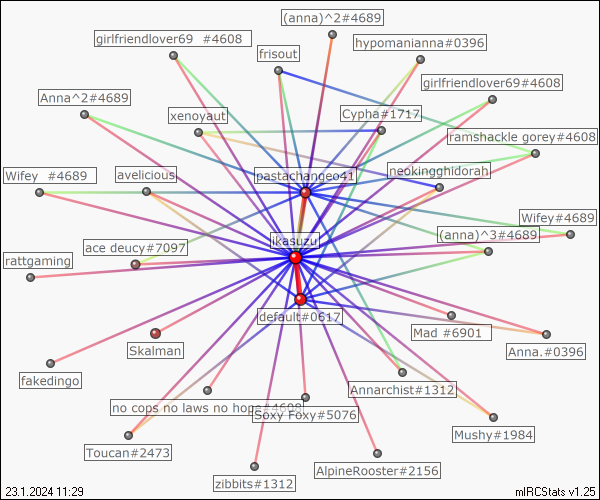 (anna)^2#4689
girlfriendlover69 #4608
hypomanianna#0396
frisout
girlfriendlover69#4608
Anna^2#4689
xenoyaut
Cypha#1717
ramshackle gorey#4608
Wifey #4689
avelicious
pastachangeo41
neokingghidorah
Wifey#4689
ikasuzu
(anna)^3#4689
ace deucy#7097
rattgaming
default#0617
Mad #6901
Skalman
Anna.#0396
fakedingo
Annarchist#1312
no cops no laws no hope#4608
Soxy Foxy#5076
Mushy#1984
Toucan#2473
AlpineRooster#2156
zibbits#1312
23.1.2024 11:29
mIRCStats v1.25